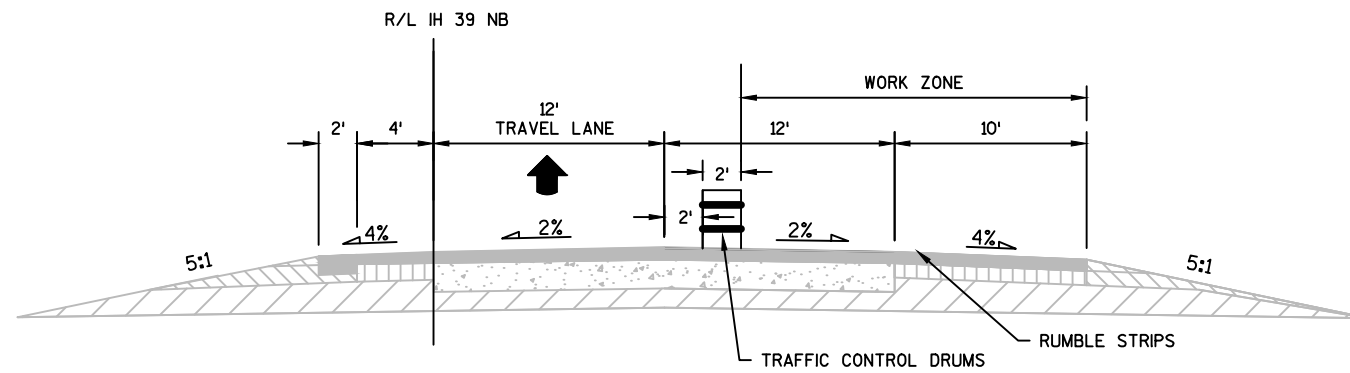 R/L IH 39 NB
WORK ZONE
12'
2' 4' TRAVEL LANE 12' 10'
2'
2'
4% 2% 2% 4%
5:1 5:1
RUMBLE STRIPS
TRAFFIC CONTROL DRUMS